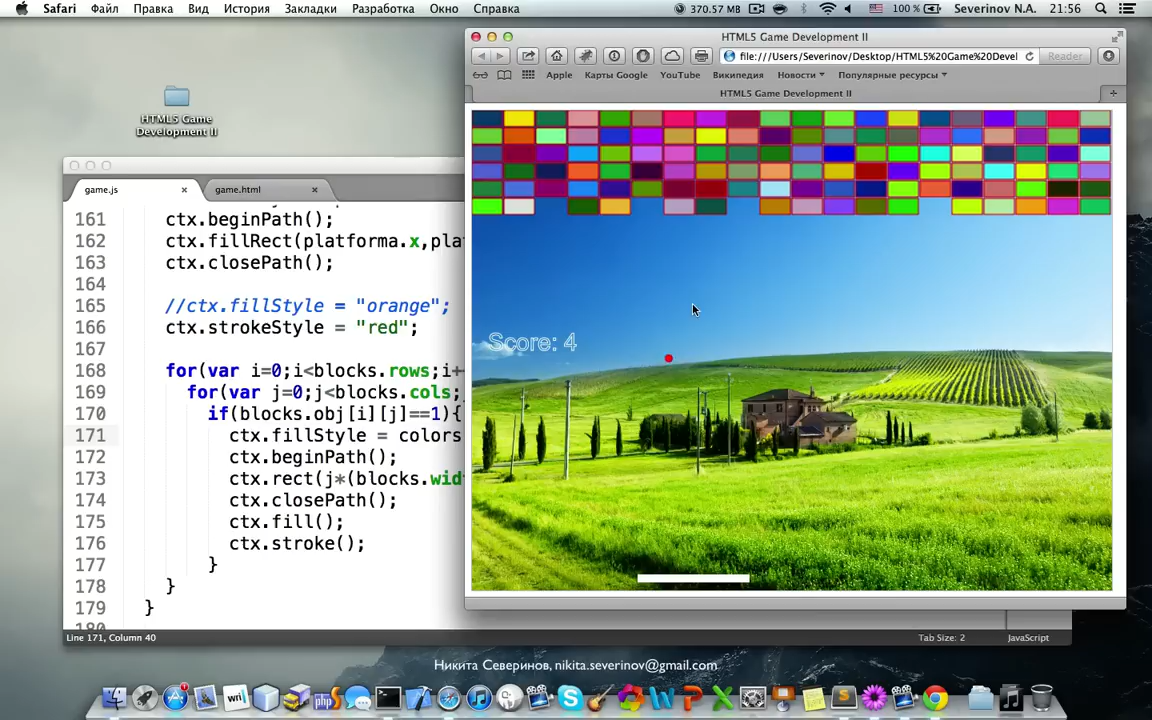 Safari Файл Правка Вид История Закладки Разработка Окно Справка 370.57 MB 100 % Severinov N.A. 21:56
HTML5 Game Development II
file:///Users/Severinov/Desktop/HTML5%20Game%20Devel Reader
Apple Карты Google YouTube Википедия Новости Популярные ресурсы
HTML5 Game Development II
HTML5 Game
Development II
game.js game.html
161 ctx.beginPath();
162 ctx.fillRect(platforma.x,pla
163 ctx.closePath();
164
165 //ctx.fillStyle = "orange";
166 ctx.strokeStyle = "red";
167
168 for(var i=0;i<blocks.rows;i+
169 for(var j=0;j<blocks.cols;
170 if(blocks.obj[i][j]==1){
171 ctx.fillStyle = colors
172 ctx.beginPath();
173 ctx.rect(j*(blocks.wid
174 ctx.closePath();
175 ctx.fill();
176 ctx.stroke();
177 }
178 }
179 }
Score: 4
Line 171, Column 40 Tab Size: 2 JavaScript
Никита Северинов, nikita.severinov@gmail.com